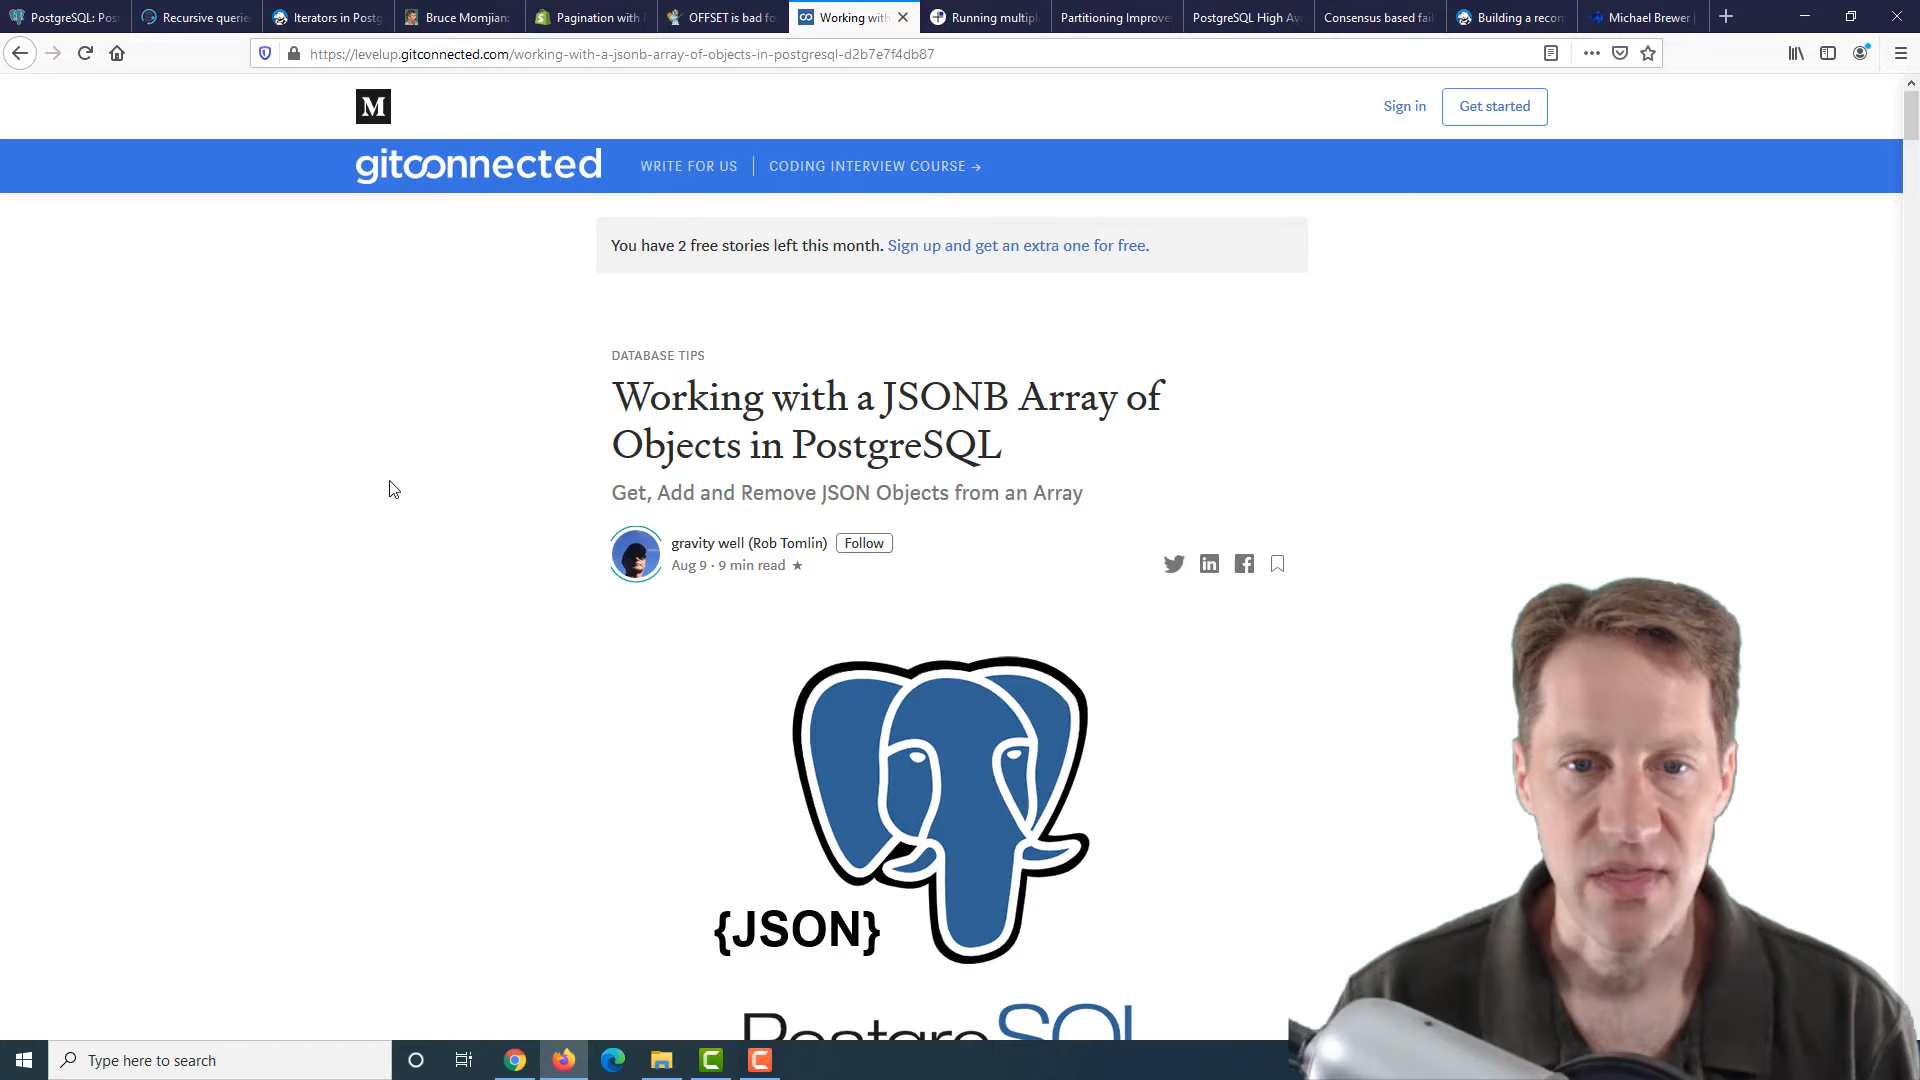 PostgreSQL: Pos
Recursive querie
Iterators in Postg
Bruce Momjian:
Pagination with
OFFSET is bad fo
Working with
Running multipl
Partitioning Improve
PostgreSQL High Av
Consensus based fail
Building a recom
Michael Brewer |
https://levelup.gitconnected.com/working-with-a-jsonb-array-of-objects-in-postgresql-d2b7e7f4db87
M
Sign in
Get started
gitconnected
WRITE FOR US
CODING INTERVIEW COURSE →
You have 2 free stories left this month. Sign up and get an extra one for free.
DATABASE TIPS
Working with a JSONB Array of
Objects in PostgreSQL
Get, Add and Remove JSON Objects from an Array
gravity well (Rob Tomlin)
Follow
Aug 9 · 9 min read ★
{JSON}
PostgreSQL
Type here to search